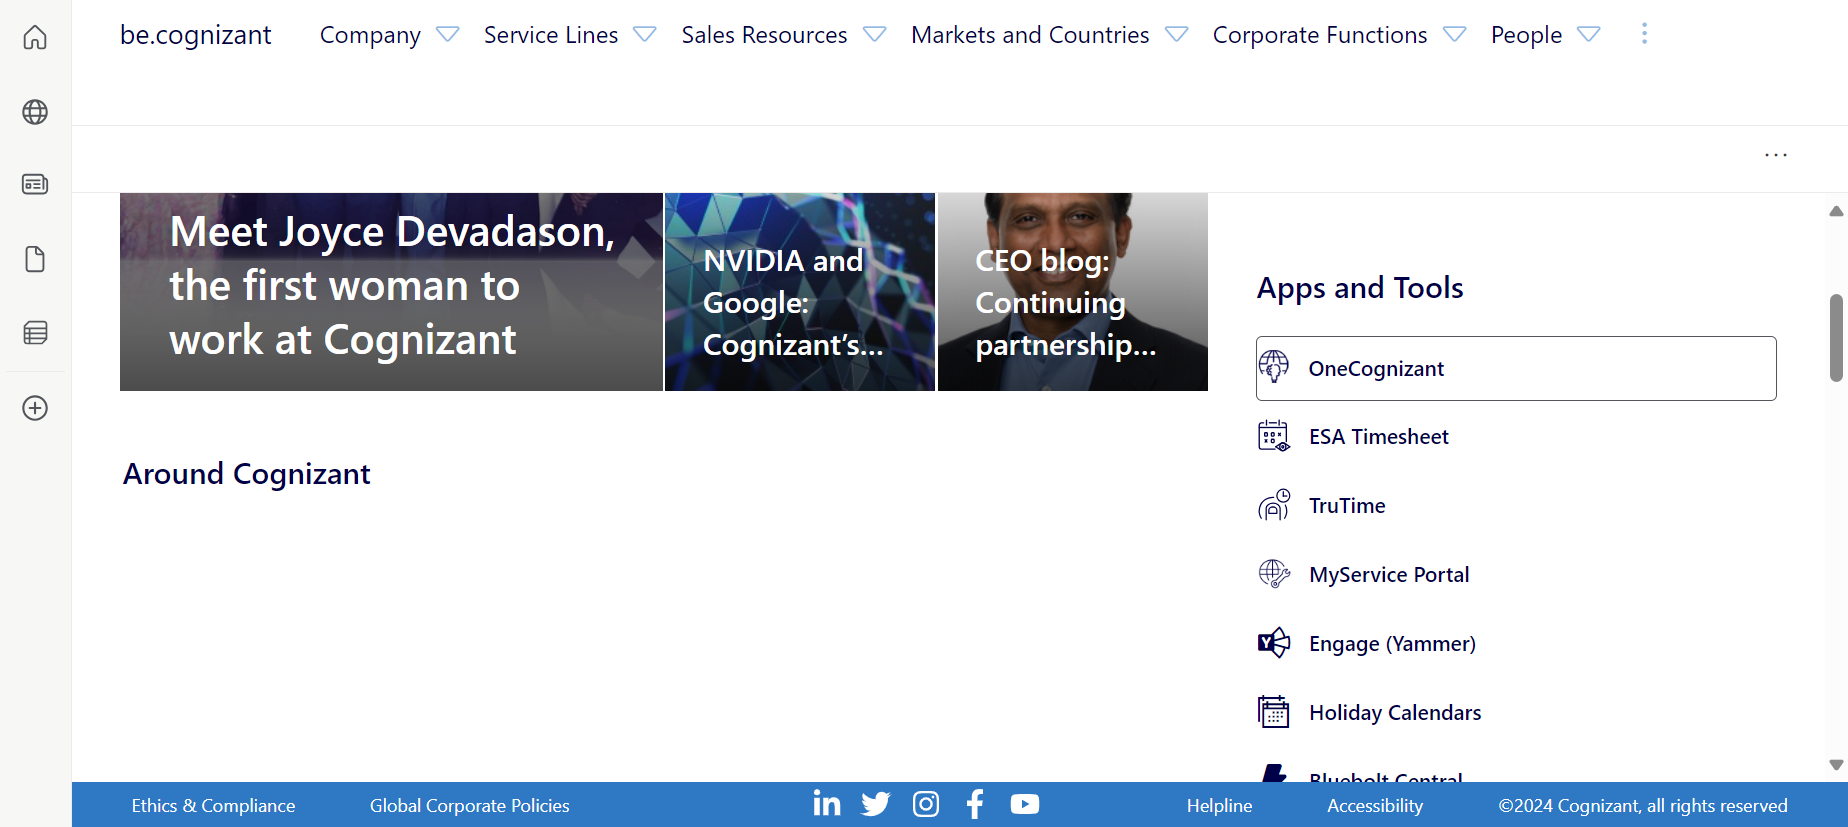 be.cognizant
Company
Service Lines
Sales Resources
Markets and Countries
Corporate Functions
People
Meet Joyce Devadason,
the first woman to
work at Cognizant
NVIDIA and
Google:
Cognizant’s...
CEO blog:
Continuing
partnership...
Around Cognizant
Apps and Tools
OneCognizant
ESA Timesheet
TruTime
MyService Portal
Engage (Yammer)
Holiday Calendars
Bluebolt Central
Ethics & Compliance
Global Corporate Policies
Helpline
Accessibility
©2024 Cognizant, all rights reserved